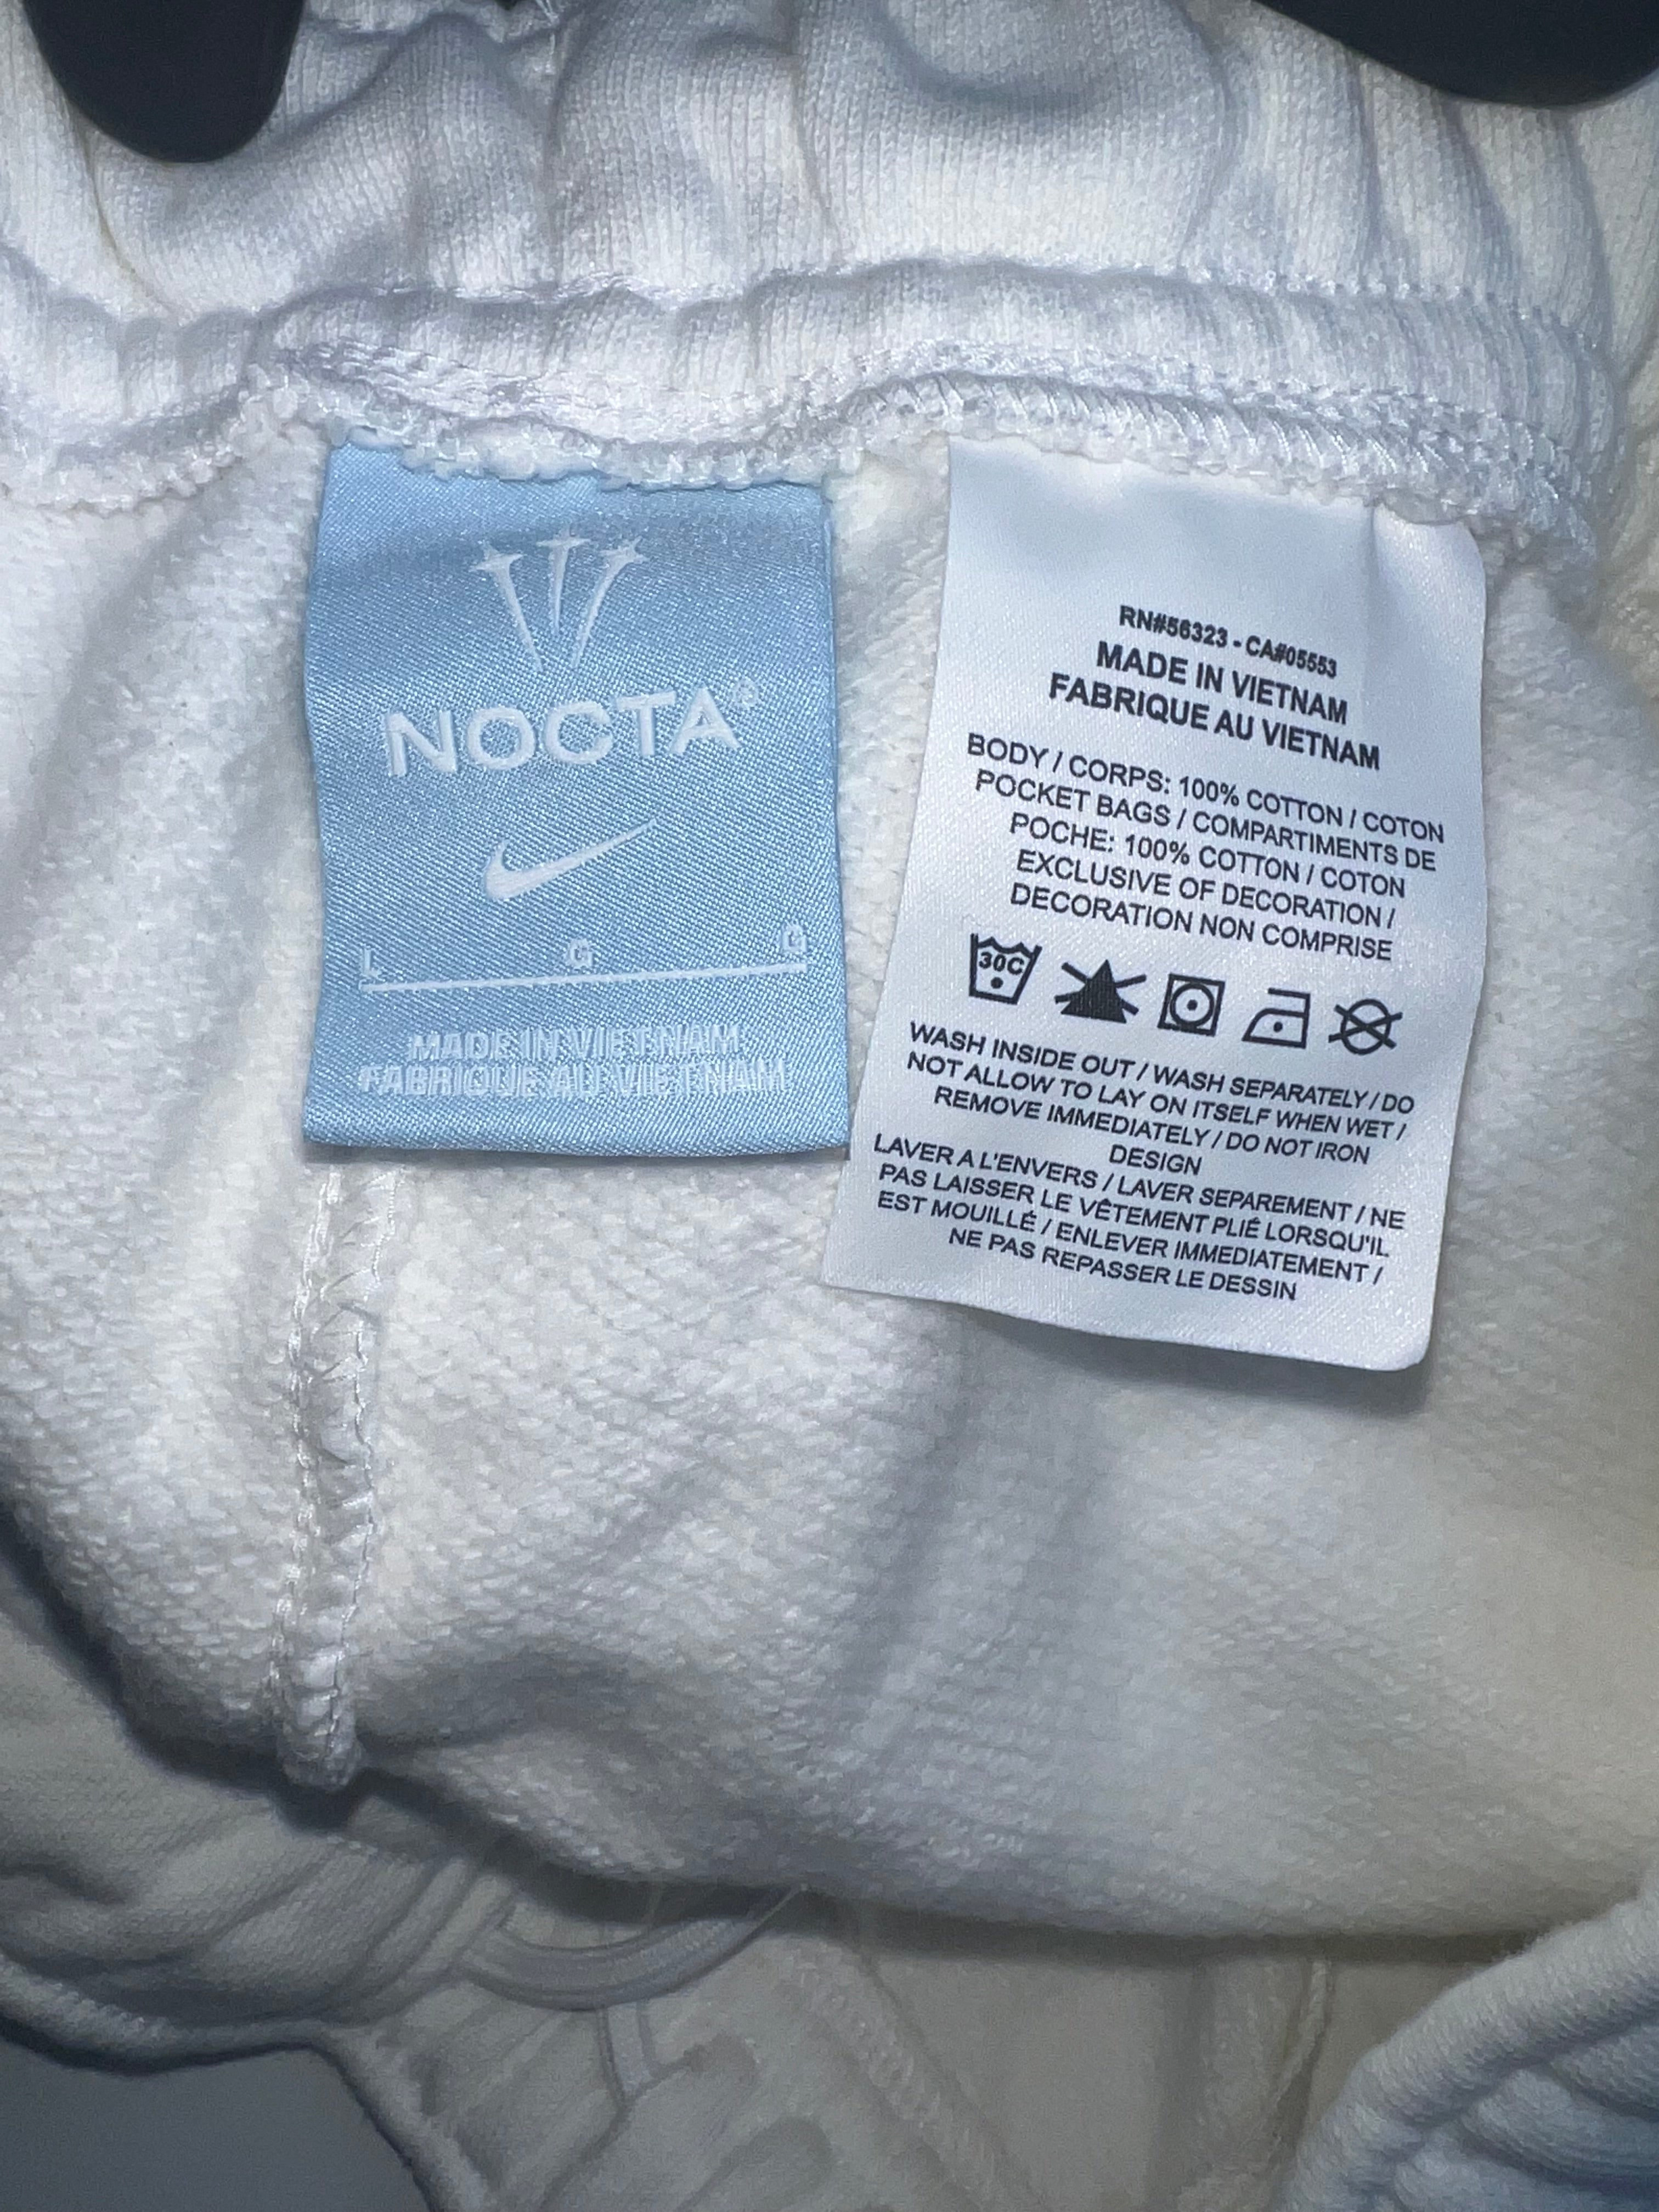 NOCTA®
L G G
MADE IN VIETNAM
FABRIQUE AU VIETNAM
RN#56323 - CA#05553
MADE IN VIETNAM
FABRIQUE AU VIETNAM
BODY / CORPS: 100% COTTON / COTON
POCKET BAGS / COMPARTIMENTS DE
POCHE: 100% COTTON / COTON
EXCLUSIVE OF DECORATION /
DECORATION NON COMPRISE
30C
WASH INSIDE OUT / WASH SEPARATELY / DO
NOT ALLOW TO LAY ON ITSELF WHEN WET /
REMOVE IMMEDIATELY / DO NOT IRON
DESIGN
LAVER A L'ENVERS / LAVER SEPAREMENT / NE
PAS LAISSER LE VÊTEMENT PLIÉ LORSQU'IL
EST MOUILLÉ / ENLEVER IMMEDIATEMENT /
NE PAS REPASSER LE DESSIN